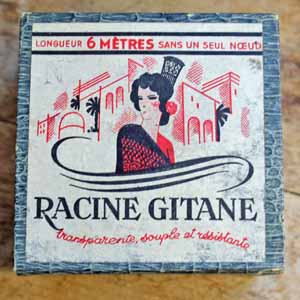 LONGUEUR 6 MÈTRES SANS UN SEUL NŒUD
RACINE GITANE
transparente, souple et résistante